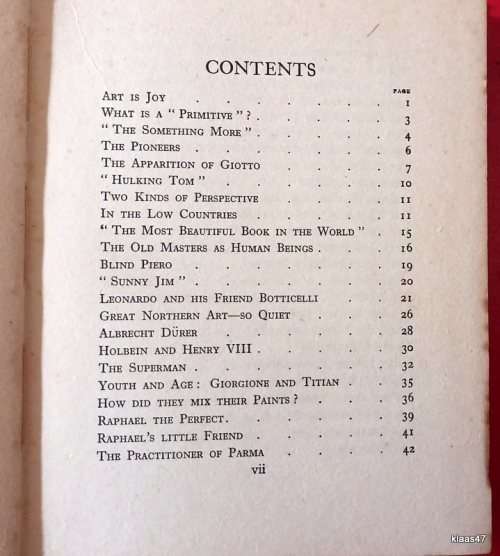 CONTENTS
PAGE
ART IS JOY . . . . . . . 1
WHAT IS A "PRIMITIVE"? . . . . . 3
"THE SOMETHING MORE" . . . . . 4
THE PIONEERS . . . . . . . 6
THE APPARITION OF GIOTTO . . . . 7
"HULKING TOM" . . . . . . 10
TWO KINDS OF PERSPECTIVE . . . . 11
IN THE LOW COUNTRIES . . . . . 11
"THE MOST BEAUTIFUL BOOK IN THE WORLD" . 15
THE OLD MASTERS AS HUMAN BEINGS . . . 16
BLIND PIERO . . . . . . . 19
"SUNNY JIM" . . . . . . . 20
LEONARDO AND HIS FRIEND BOTTICELLI . . 21
GREAT NORTHERN ART—SO QUIET . . . 26
ALBRECHT DÜRER . . . . . . 28
HOLBEIN AND HENRY VIII . . . . . 30
THE SUPERMAN . . . . . . 32
YOUTH AND AGE: GIORGIONE AND TITIAN . . 35
HOW DID THEY MIX THEIR PAINTS? . . . 36
RAPHAEL THE PERFECT . . . . . . 39
RAPHAEL'S LITTLE FRIEND . . . . . 41
THE PRACTITIONER OF PARMA . . . . 42
vii
klaas47